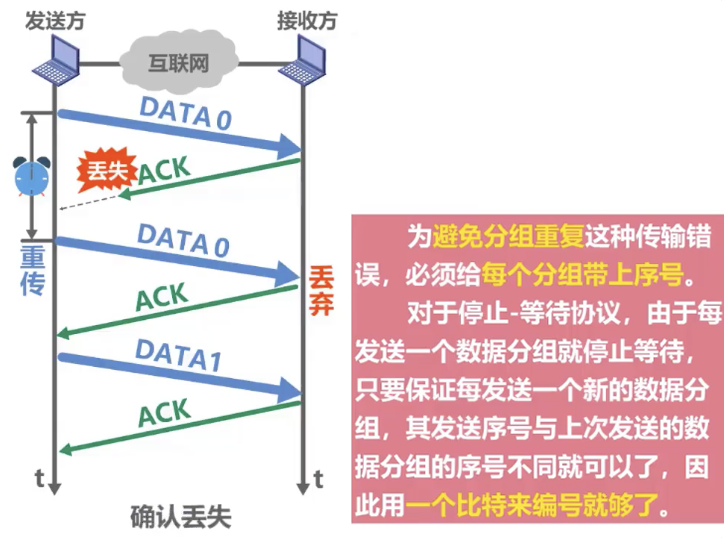 发送方
接收方
互联网
DATA 0
丢失
ACK
重传
DATA 0
丢弃
ACK
DATA1
ACK
t
t
确认丢失
为避免分组重复这种传输错
误，必须给每个分组带上序号。
对于停止-等待协议，由于每
发送一个数据分组就停止等待，
只要保证每发送一个新的数据分
组，其发送序号与上次发送的数
据分组的序号不同就可以了，因
此用一个比特来编号就够了。